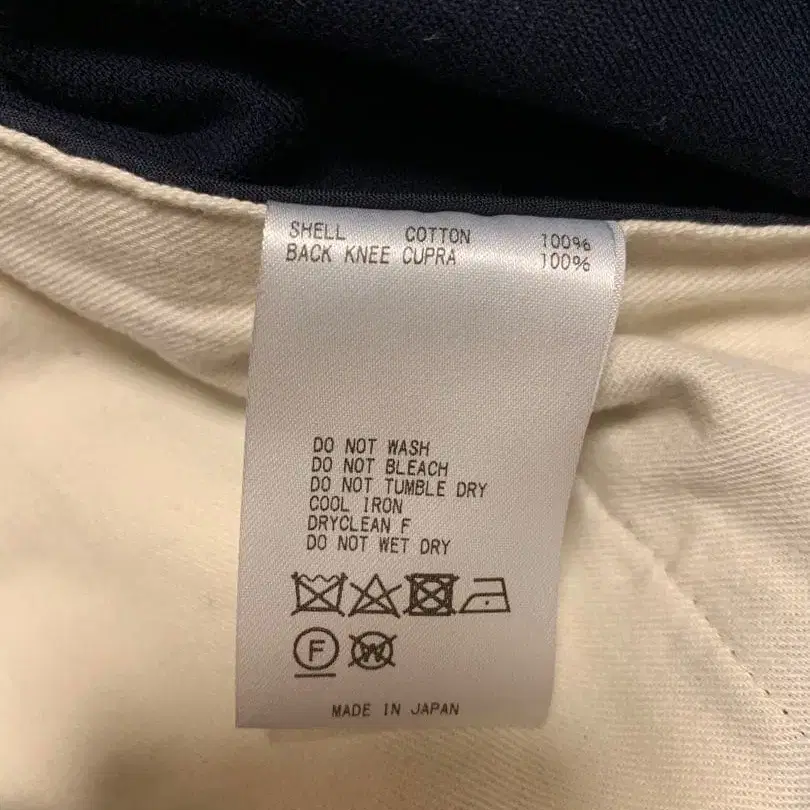 SHELL COTTON 100%
BACK KNEE CUPRA 100%
DO NOT WASH
DO NOT BLEACH
DO NOT TUMBLE DRY
COOL IRON
DRYCLEAN F
DO NOT WET DRY
F W
MADE IN JAPAN